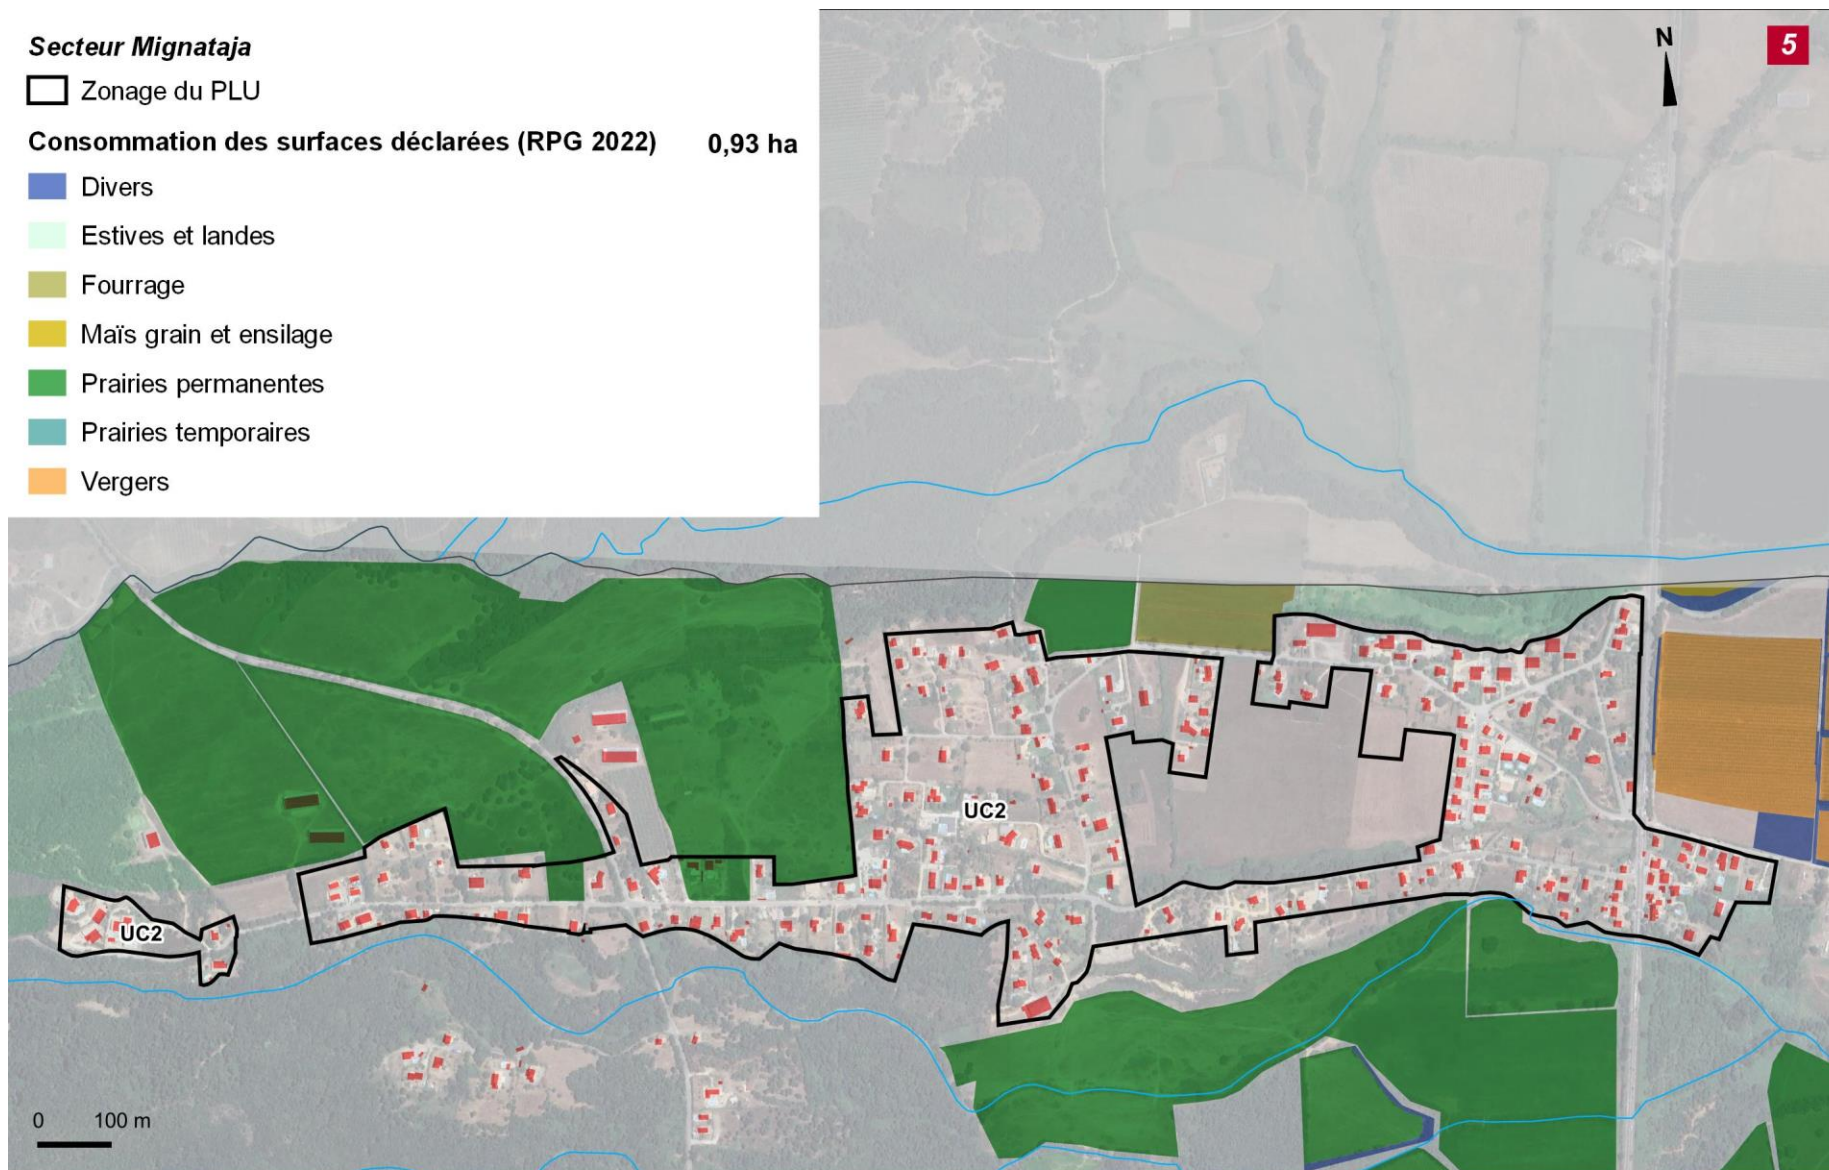 Secteur Mignataja
Zonage du PLU
Consommation des surfaces déclarées (RPG 2022) 0,93 ha
Divers
Estives et landes
Fourrage
Maïs grain et ensilage
Prairies permanentes
Prairies temporaires
Vergers
N
5
UC2
UC2
0 100 m